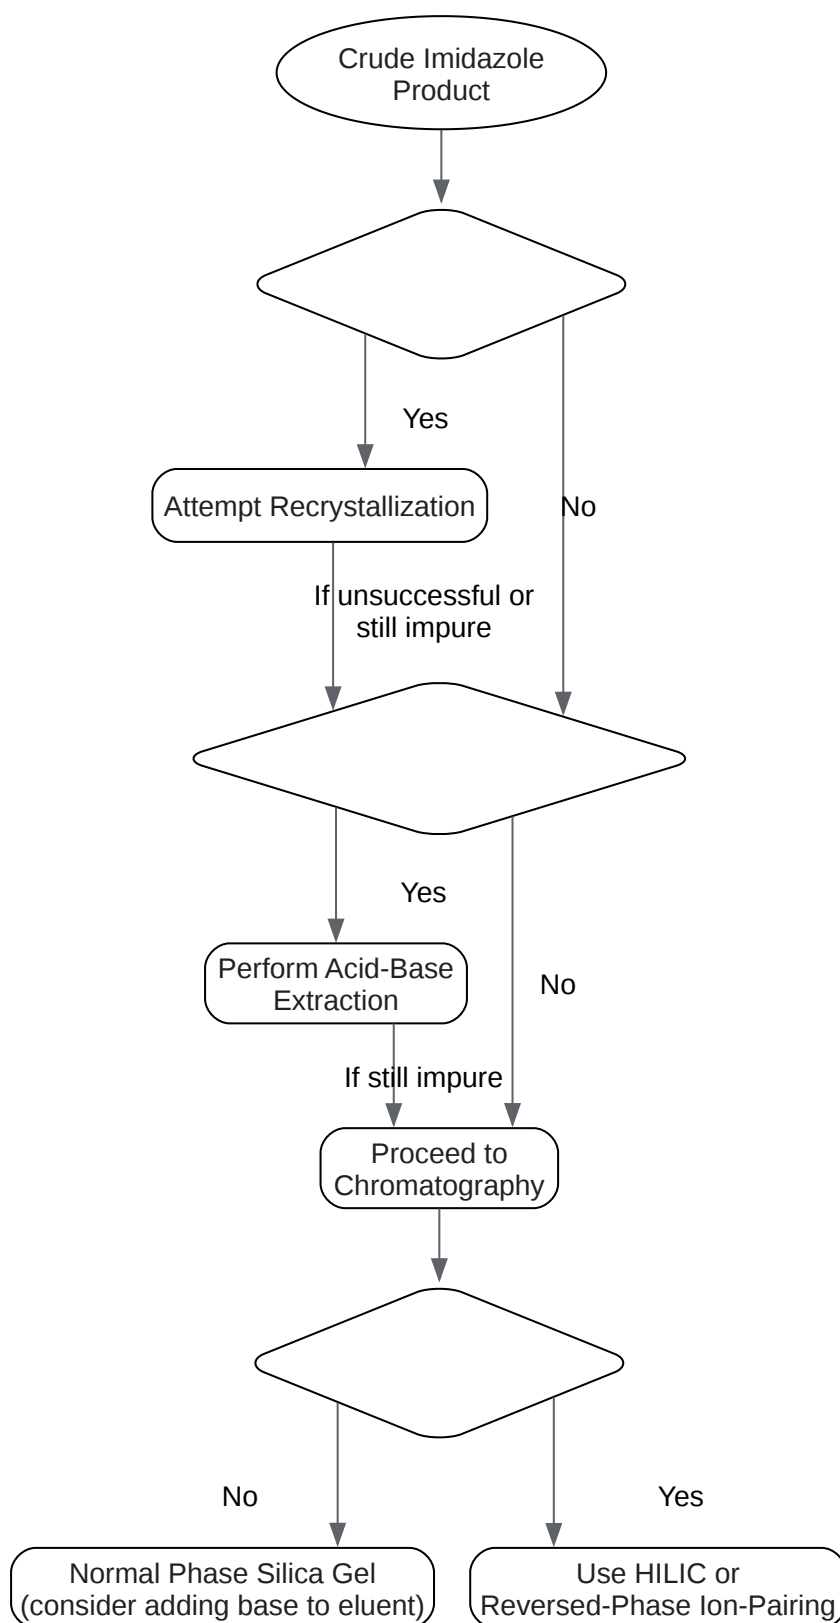 Crude Imidazole
Product
Yes
Attempt Recrystallization
No
If unsuccessful or
still impure
Yes
Perform Acid-Base
Extraction
No
If still impure
Proceed to
Chromatography
No
Yes
Normal Phase Silica Gel
(consider adding base to eluent)
Use HILIC or
Reversed-Phase Ion-Pairing